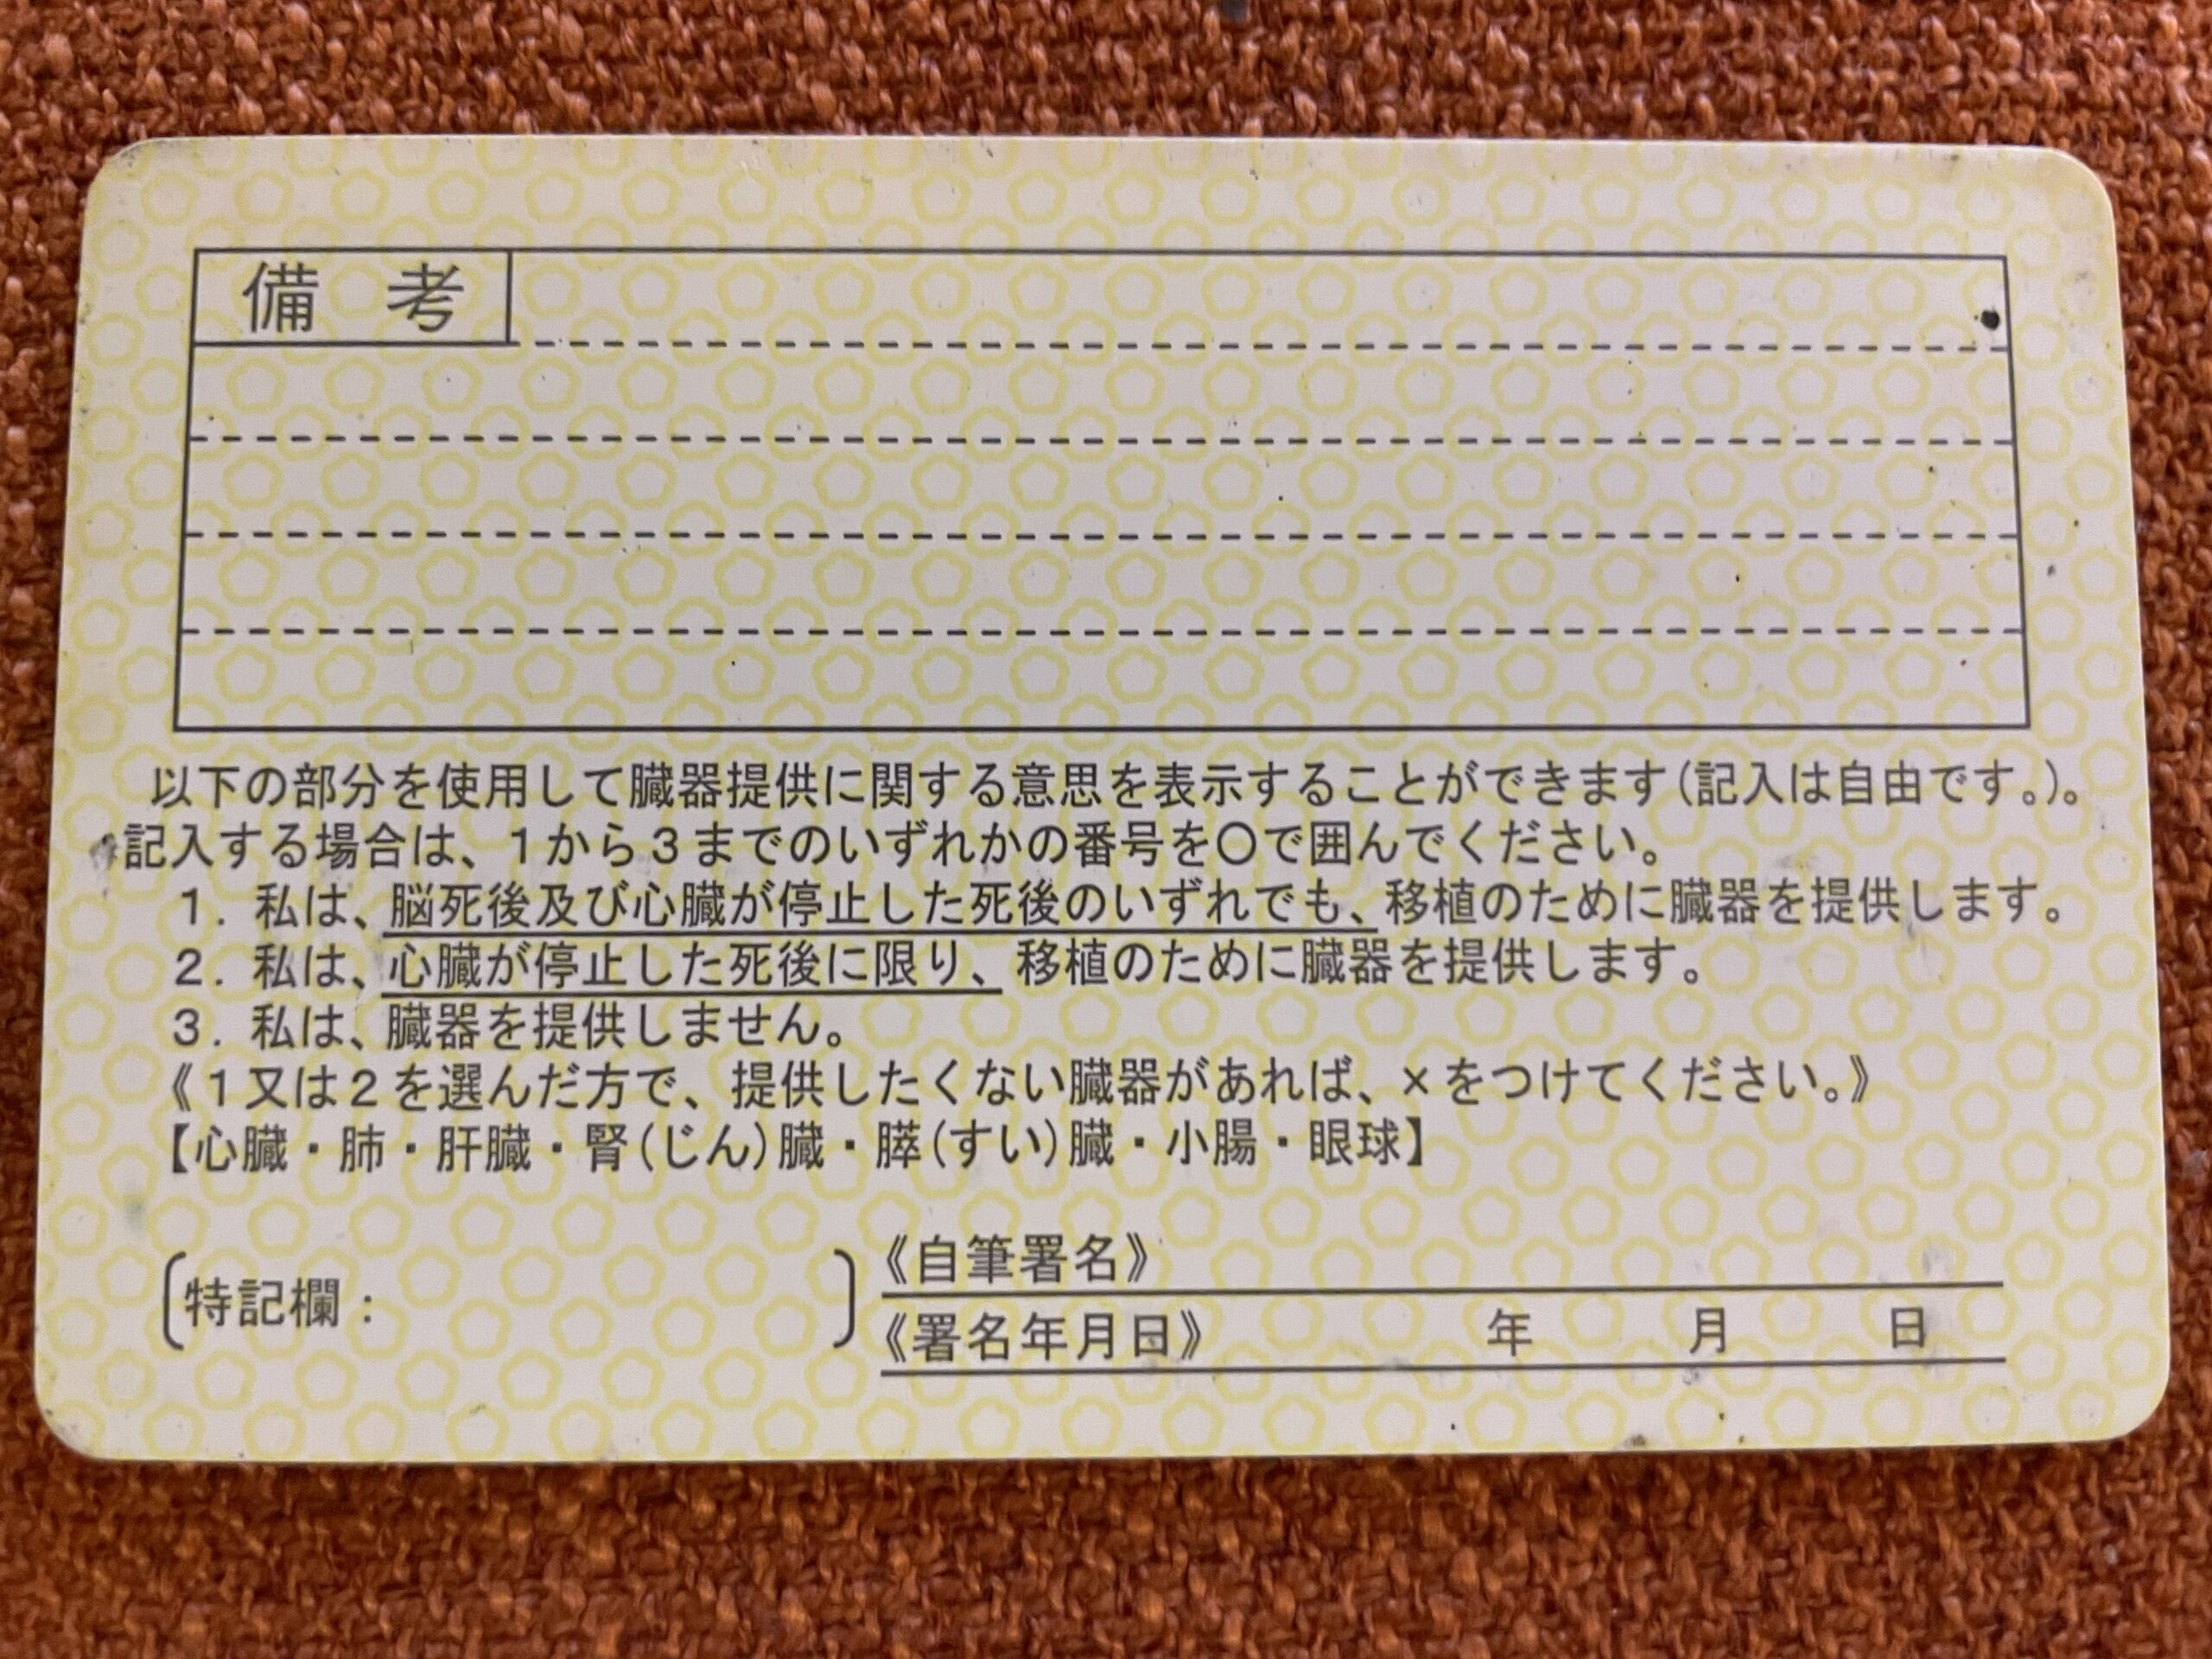 備考
以下の部分を使用して臓器提供に関する意思を表示することができます(記入は自由です。)。
記入する場合は、1から3までのいずれかの番号を〇で囲んでください。
1. 私は、脳死後及び心臓が停止した死後のいずれでも、移植のために臓器を提供します。
2. 私は、心臓が停止した死後に限り、移植のために臓器を提供します。
3. 私は、臓器を提供しません。
《1又は2を選んだ方で、提供したくない臓器があれば、×をつけてください。》
【心臓・肺・肝臓・腎(じん)臓・膵(すい)臓・小腸・眼球】
〔特記欄: 〕
《自筆署名》
《署名年月日》 年 月 日